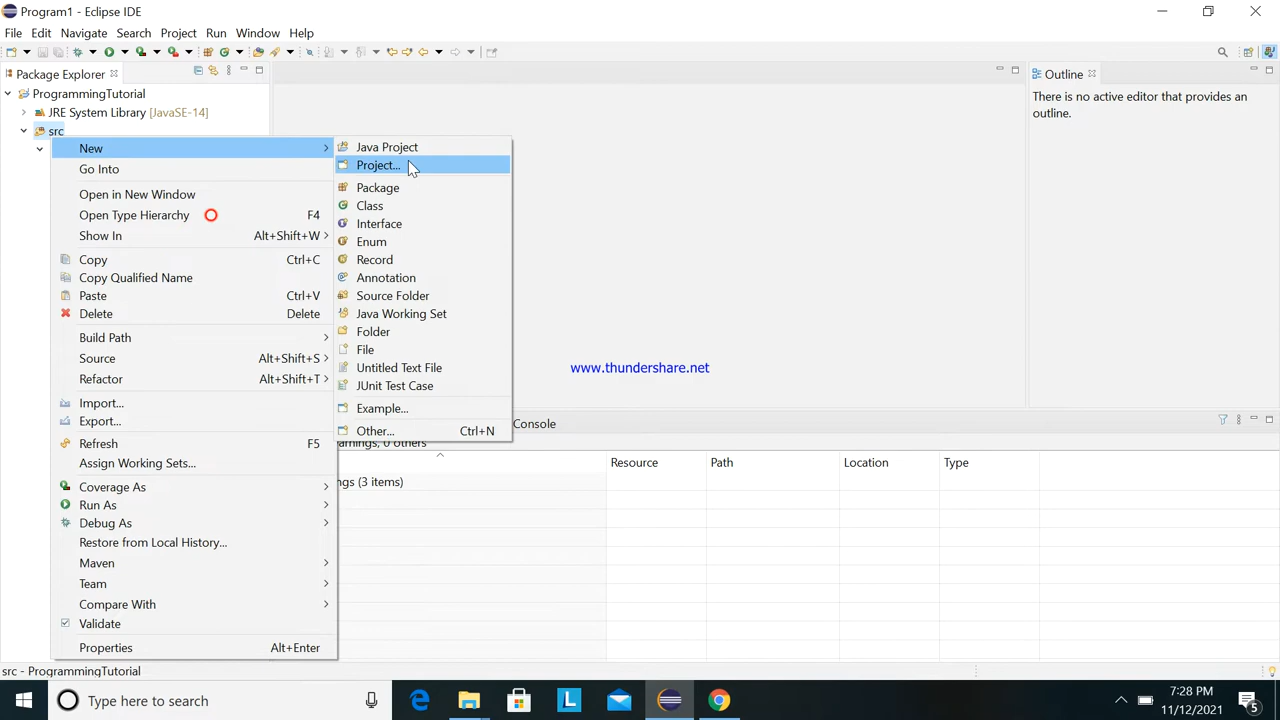 Program1 - Eclipse IDE
File Edit Navigate Search Project Run Window Help
Package Explorer
ProgrammingTutorial
JRE System Library [JavaSE-14]
src
New
Go Into
Open in New Window
Open Type Hierarchy F4
Show In Alt+Shift+W
Copy Ctrl+C
Copy Qualified Name
Paste Ctrl+V
Delete Delete
Build Path
Source Alt+Shift+S
Refactor Alt+Shift+T
Import...
Export...
Refresh F5
Assign Working Sets...
Coverage As
Run As
Debug As
Restore from Local History...
Maven
Team
Compare With
Validate
Properties Alt+Enter
Java Project
Project...
Package
Class
Interface
Enum
Record
Annotation
Source Folder
Java Working Set
Folder
File
Untitled Text File
JUnit Test Case
Example...
Other... Ctrl+N
Outline
There is no active editor that provides an
outline.
www.thundershare.net
Console
0 others
Resource Path Location Type
(3 items)
src - ProgrammingTutorial
Type here to search
7:28 PM
11/12/2021
5